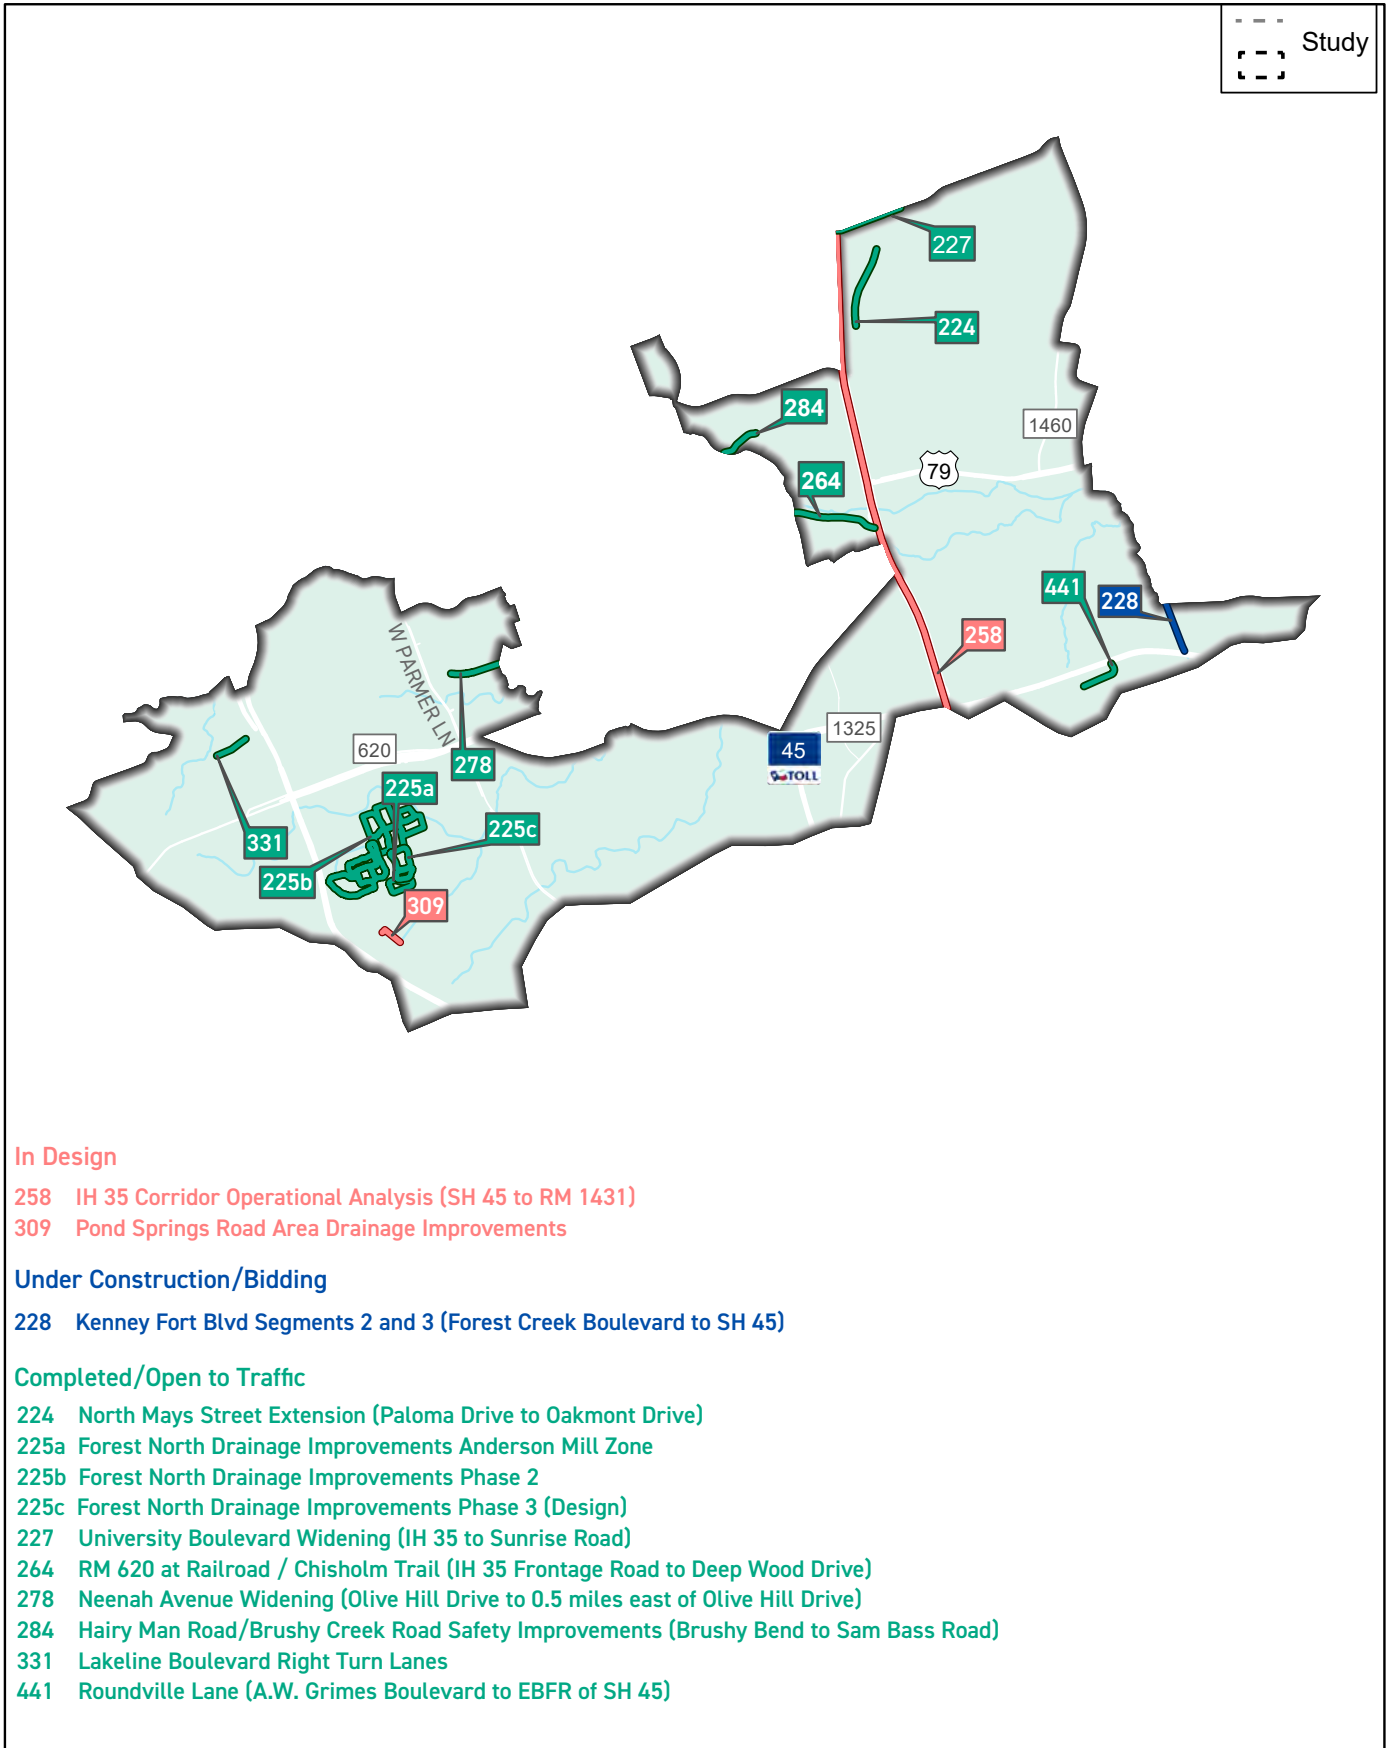 Study
227
224
284
1460
79
264
441
228
258
W PARMER LN
1325
620
45
TOLL
278
225a
225c
331
225b
309
In Design
258 IH 35 Corridor Operational Analysis (SH 45 to RM 1431)
309 Pond Springs Road Area Drainage Improvements
Under Construction/Bidding
228 Kenney Fort Blvd Segments 2 and 3 (Forest Creek Boulevard to SH 45)
Completed/Open to Traffic
224 North Mays Street Extension (Paloma Drive to Oakmont Drive)
225a Forest North Drainage Improvements Anderson Mill Zone
225b Forest North Drainage Improvements Phase 2
225c Forest North Drainage Improvements Phase 3 (Design)
227 University Boulevard Widening (IH 35 to Sunrise Road)
264 RM 620 at Railroad / Chisholm Trail (IH 35 Frontage Road to Deep Wood Drive)
278 Neenah Avenue Widening (Olive Hill Drive to 0.5 miles east of Olive Hill Drive)
284 Hairy Man Road/Brushy Creek Road Safety Improvements (Brushy Bend to Sam Bass Road)
331 Lakeline Boulevard Right Turn Lanes
441 Roundville Lane (A.W. Grimes Boulevard to EBFR of SH 45)